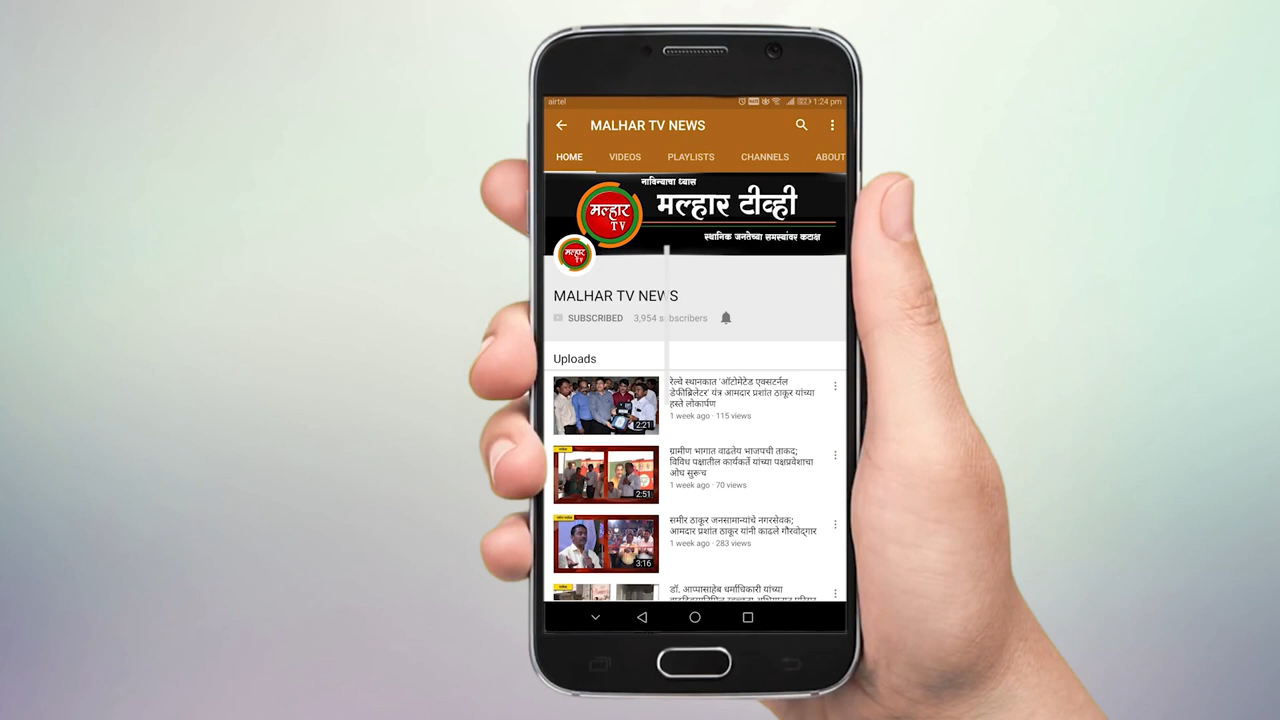 airtel 1:24 pm
MALHAR TV NEWS
HOME VIDEOS PLAYLISTS CHANNELS ABOUT
नाविन्याचा ध्यास
मल्हार टीव्ही
स्थानिक जनतेच्या समस्यांवर कटाक्ष
मल्हार
TV
मल्हार
TV
MALHAR TV NEWS
SUBSCRIBED 3,954 subscribers
Uploads
रेल्वे स्थानकात 'ऑटोमेटेड एक्सटर्नल
डेफीब्रिलेटर' यंत्र आमदार प्रशांत ठाकूर यांच्या
हस्ते लोकार्पण
1 week ago · 115 views
2:21
ग्रामीण भागात वाढतेय भाजपची ताकद;
विविध पक्षातील कार्यकर्ते यांच्या पक्षप्रवेशाचा
ओघ सुरूच
1 week ago · 70 views
2:51
समीर ठाकूर जनसामान्यांचे नगरसेवक;
आमदार प्रशांत ठाकूर यांनी काढले गौरवोद्गार
1 week ago · 283 views
3:16
डॉ. आप्पासाहेब धर्माधिकारी यांच्या